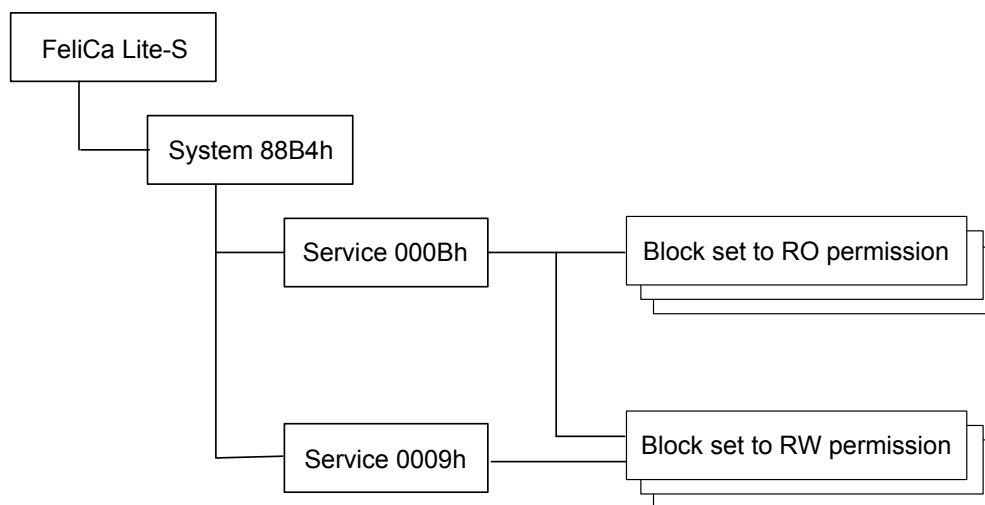 FeliCa Lite-S
System 88B4h
Service 000Bh
Block set to RO permission
Service 0009h
Block set to RW permission